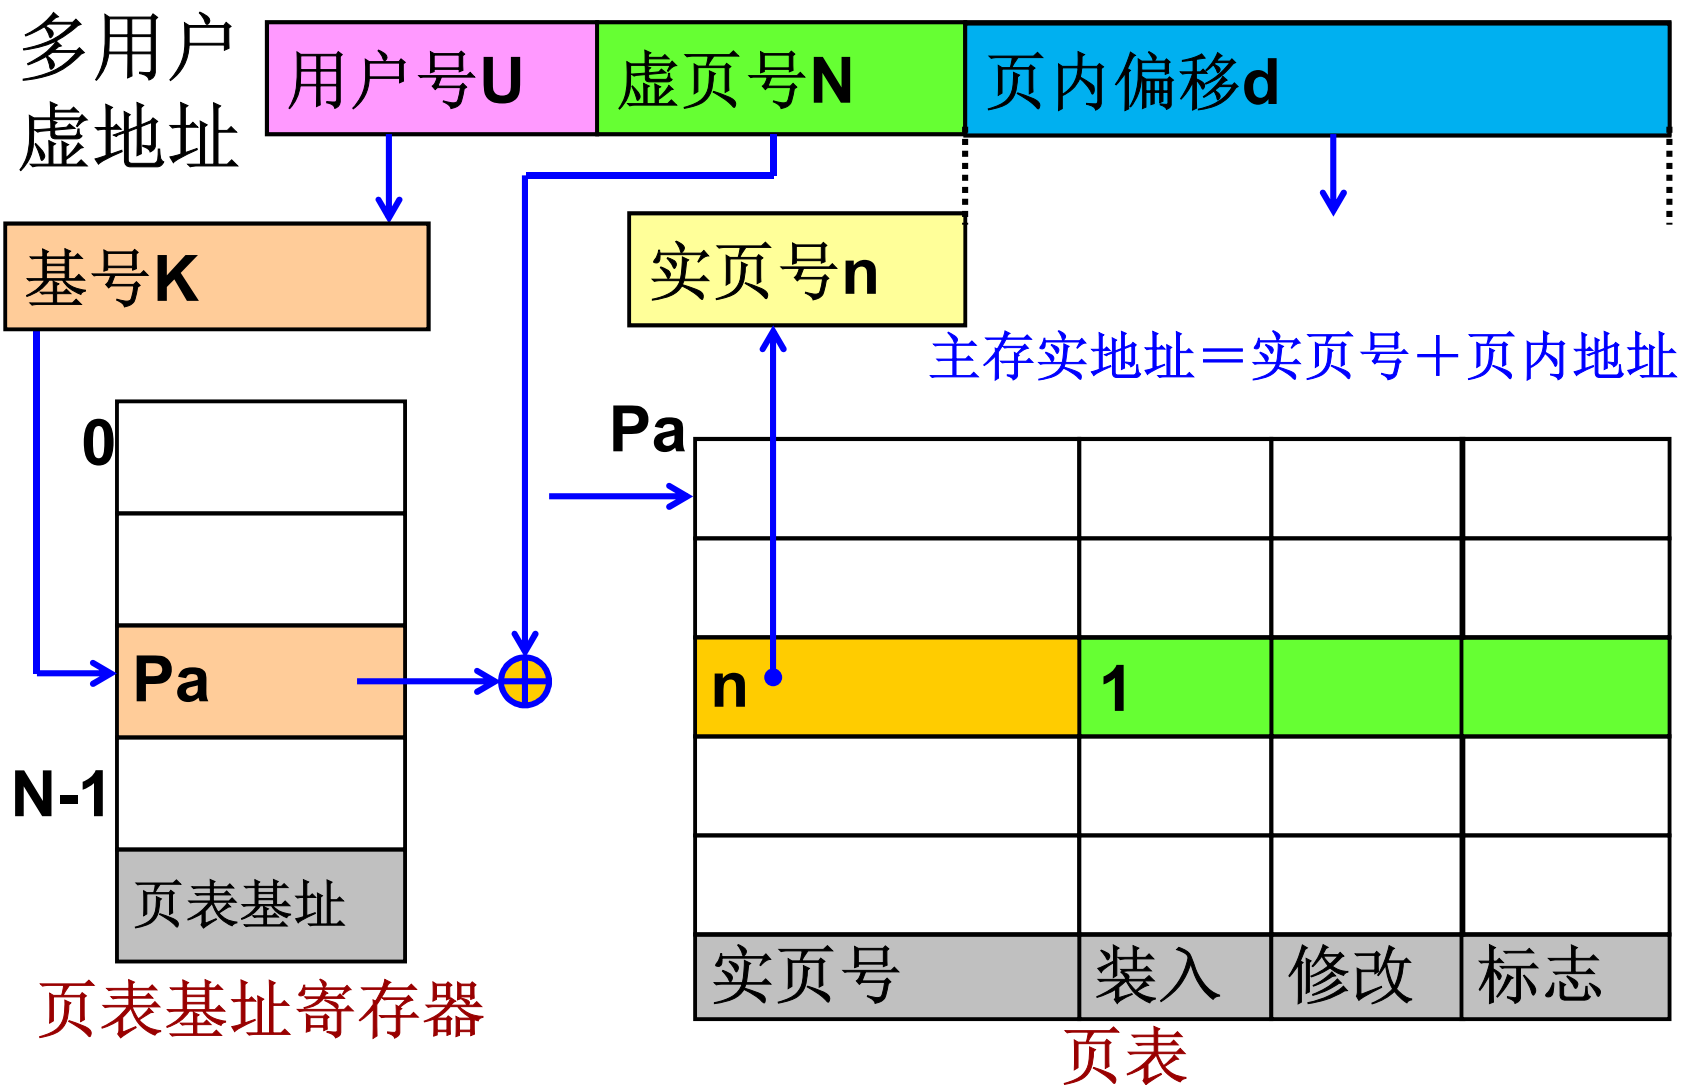 多用户
虚地址
用户号U
虚页号N
页内偏移d
基号K
实页号n
主存实地址＝实页号＋页内地址
0
Pa
N-1
页表基址
页表基址寄存器
Pa
n
1
实页号
装入
修改
标志
页表